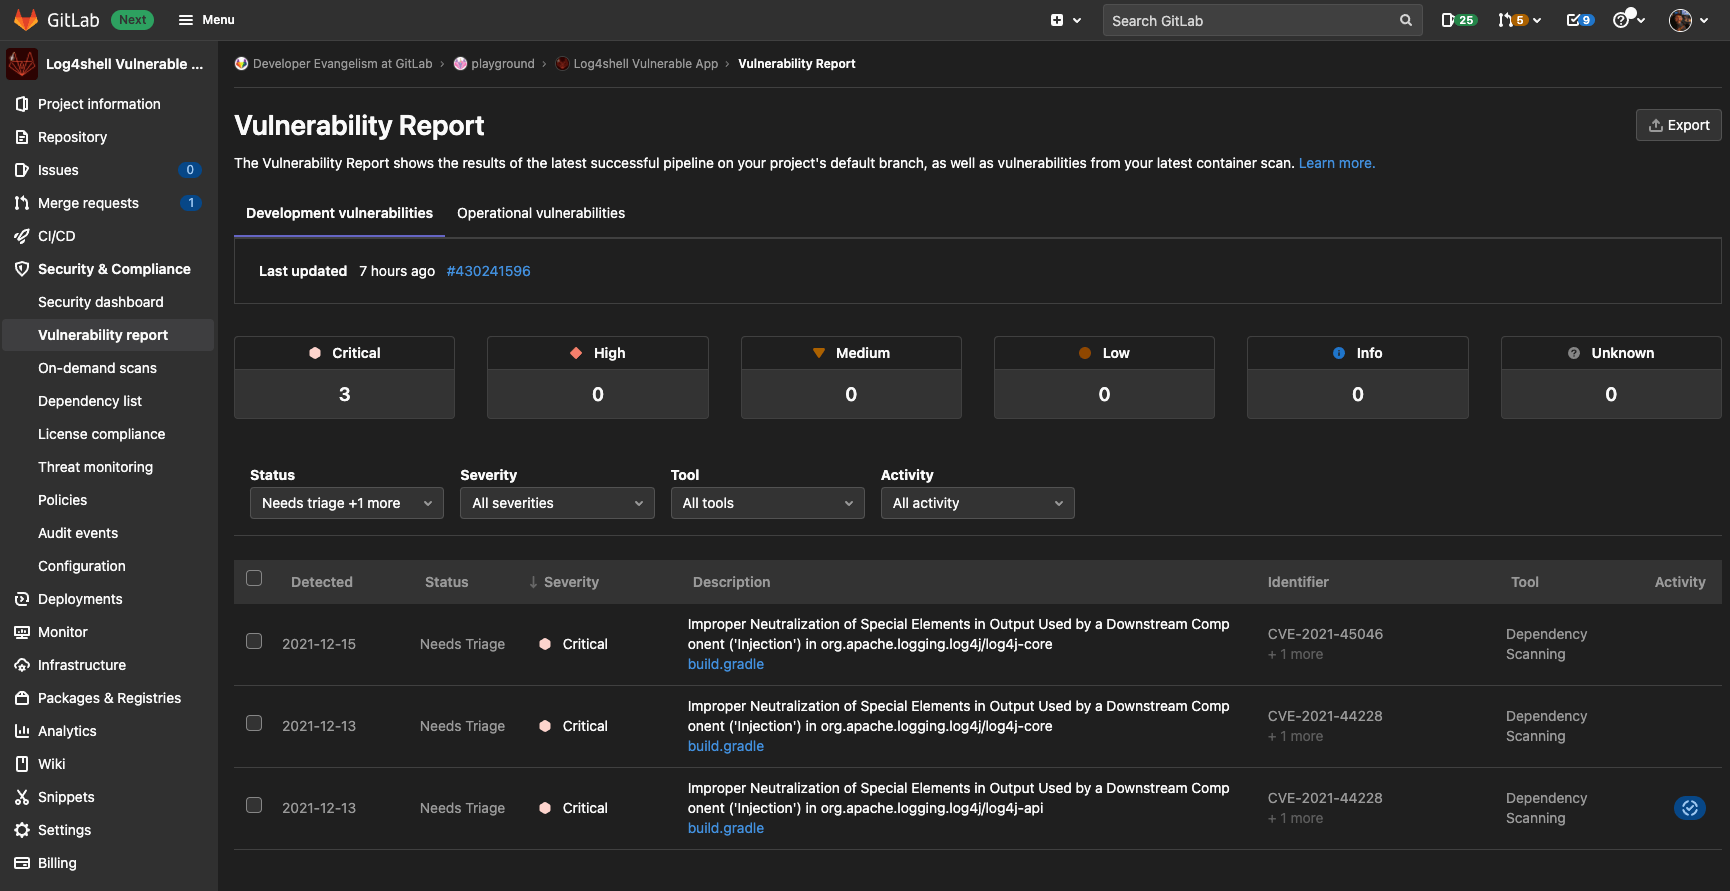 GitLab Next Menu Search GitLab 25 5 9
Log4shell Vulnerable ...
Project information
Repository
Issues 0
Merge requests 1
CI/CD
Security & Compliance
Security dashboard
Vulnerability report
On-demand scans
Dependency list
License compliance
Threat monitoring
Policies
Audit events
Configuration
Deployments
Monitor
Infrastructure
Packages & Registries
Analytics
Wiki
Snippets
Settings
Billing
Developer Evangelism at GitLab › playground › Log4shell Vulnerable App › Vulnerability Report
Vulnerability Report
Export
The Vulnerability Report shows the results of the latest successful pipeline on your project's default branch, as well as vulnerabilities from your latest container scan. Learn more.
Development vulnerabilities Operational vulnerabilities
Last updated 7 hours ago #430241596
Critical High Medium Low Info Unknown
3 0 0 0 0 0
Status Severity Tool Activity
Needs triage +1 more All severities All tools All activity
Detected Status ↓ Severity Description Identifier Tool Activity
Improper Neutralization of Special Elements in Output Used by a Downstream Comp
2021-12-15 Needs Triage Critical onent ('Injection') in org.apache.logging.log4j/log4j-core CVE-2021-45046 Dependency
build.gradle + 1 more Scanning
Improper Neutralization of Special Elements in Output Used by a Downstream Comp
2021-12-13 Needs Triage Critical onent ('Injection') in org.apache.logging.log4j/log4j-core CVE-2021-44228 Dependency
build.gradle + 1 more Scanning
Improper Neutralization of Special Elements in Output Used by a Downstream Comp
2021-12-13 Needs Triage Critical onent ('Injection') in org.apache.logging.log4j/log4j-api CVE-2021-44228 Dependency
build.gradle + 1 more Scanning